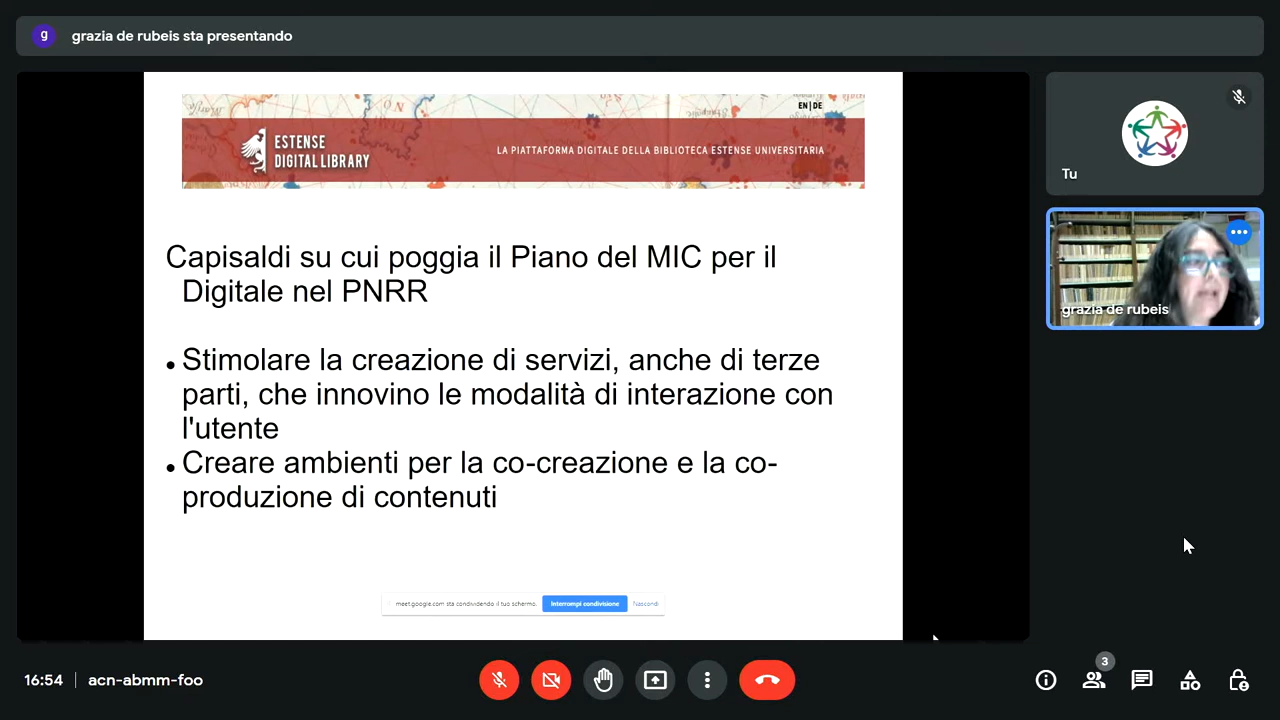 g
grazia de rubeis sta presentando
EN|DE
ESTENSE
DIGITAL LIBRARY
LA PIATTAFORMA DIGITALE DELLA BIBLIOTECA ESTENSE UNIVERSITARIA
Capisaldi su cui poggia il Piano del MIC per il
Digitale nel PNRR
• Stimolare la creazione di servizi, anche di terze
parti, che innovino le modalità di interazione con
l'utente
• Creare ambienti per la co-creazione e la co-
produzione di contenuti
meet.google.com sta condividendo il tuo schermo.
Interrompi condivisione
Nascondi
Tu
grazia de rubeis
16:54
acn-abmm-foo
3